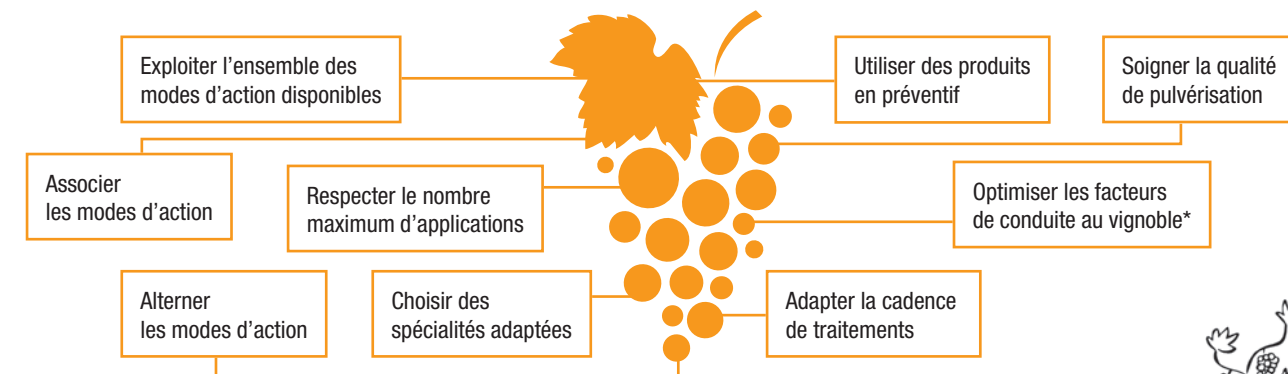 Exploiter l'ensemble des
modes d'action disponibles
Utiliser des produits
en préventif
Soigner la qualité
de pulvérisation
Associer
les modes d'action
Respecter le nombre
maximum d'applications
Optimiser les facteurs
de conduite au vignoble*
Alterner
les modes d'action
Choisir des
spécialités adaptées
Adapter la cadence
de traitements